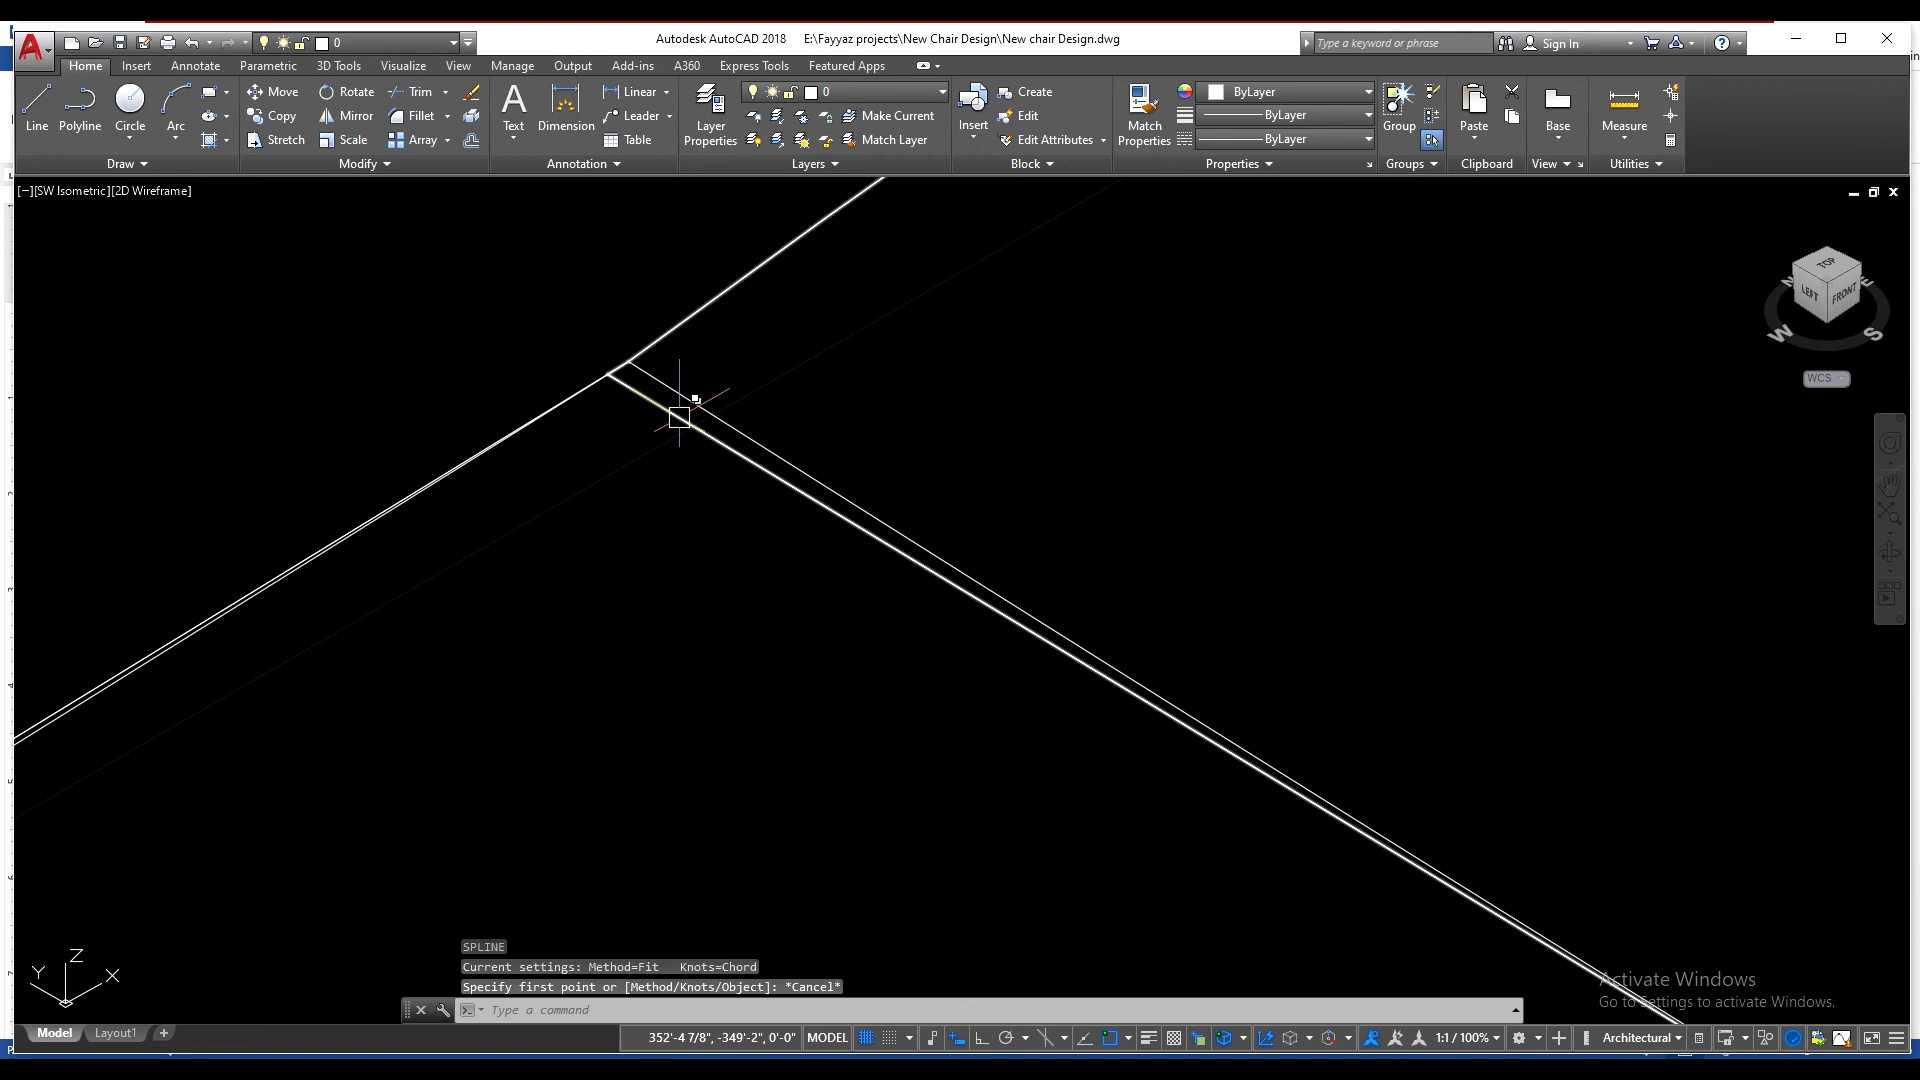 0
Autodesk AutoCAD 2018 E:\Fayyaz projects\New Chair Design\New chair Design.dwg
Type a keyword or phrase
Sign In
Home Insert Annotate Parametric 3D Tools Visualize View Manage Output Add-ins A360 Express Tools Featured Apps
Line Polyline Circle Arc
Draw
Move Rotate Trim
Copy Mirror Fillet
Stretch Scale Array
Modify
Text Dimension
Linear
Leader
Table
Annotation
Layer Properties
0
Make Current
Match Layer
Layers
Insert
Create
Edit
Edit Attributes
Block
Match Properties
ByLayer
ByLayer
ByLayer
Properties
Group
Groups
Paste
Clipboard
Base
View
Measure
Utilities
[−][SW Isometric][2D Wireframe]
TOP
LEFT FRONT
N E
W S
WCS
Z
Y X
SPLINE
Current settings: Method=Fit Knots=Chord
Specify first point or [Method/Knots/Object]: *Cancel*
Type a command
Activate Windows
Go to Settings to activate Windows.
Model Layout1 +
352'-4 7/8", -349'-2", 0'-0" MODEL 1:1 / 100% Architectural